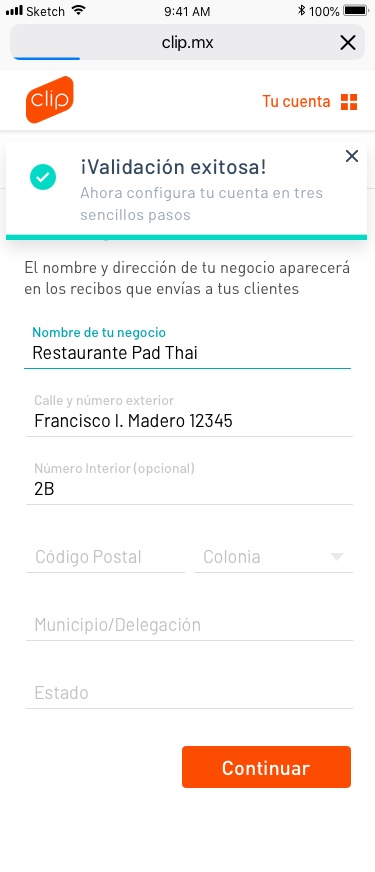 Sketch 9:41 AM 100%
clip.mx
clip
Tu cuenta
¡Validación exitosa!
Ahora configura tu cuenta en tres
sencillos pasos
El nombre y dirección de tu negocio aparecerá
en los recibos que envías a tus clientes
Nombre de tu negocio
Restaurante Pad Thai
Calle y número exterior
Francisco I. Madero 12345
Número Interior (opcional)
2B
Código Postal
Colonia
Municipio/Delegación
Estado
Continuar